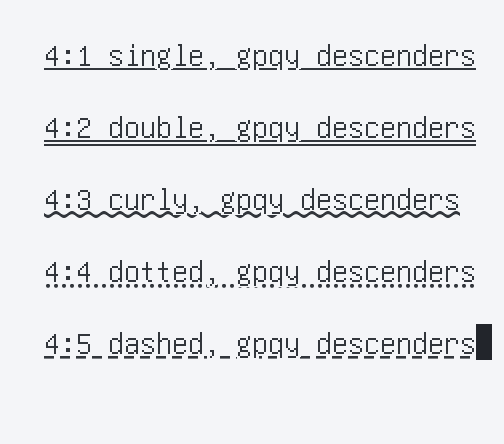 4:1 single, gpqy descenders
4:2 double, gpqy descenders
4:3 curly, gpqy descenders
4:4 dotted, gpqy descenders
4:5 dashed, gpqy descenders